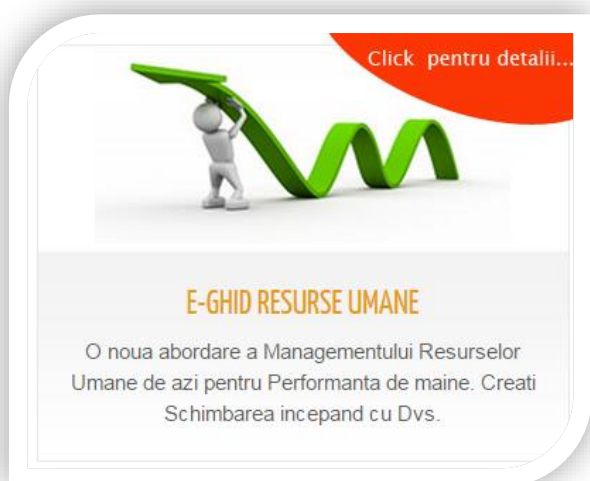 Click pentru detalii...
E-GHID RESURSE UMANE
O noua abordare a Managementului Resurselor
Umane de azi pentru Performanta de maine. Creati
Schimbarea incepand cu Dvs.